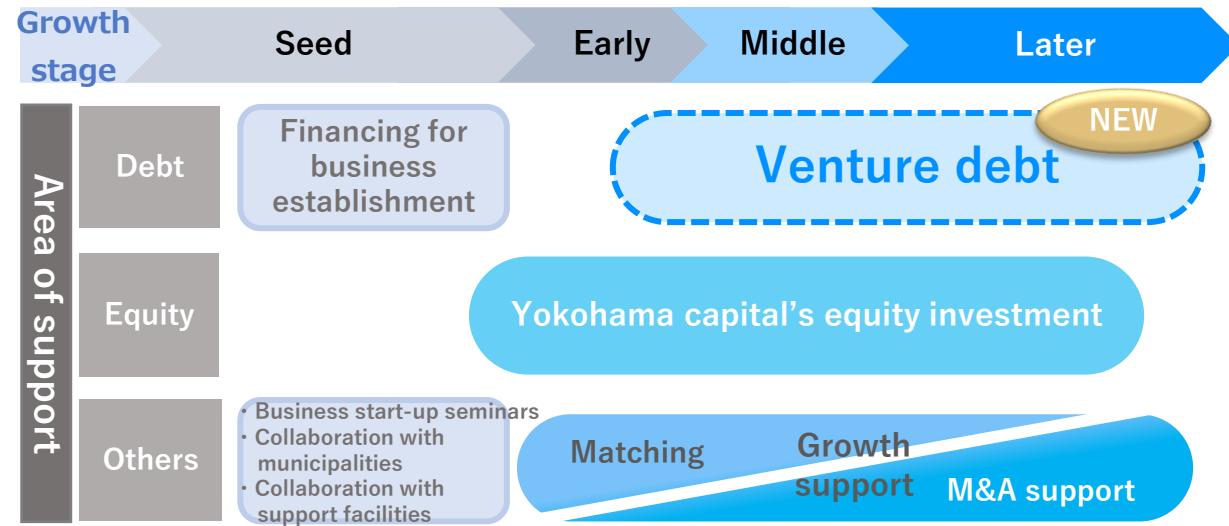 Growth
stage
Seed
Early
Middle
Later
Area of support
Debt
Financing for
business
establishment
NEW
Venture debt
Equity
Yokohama capital’s equity investment
Others
・Business start-up seminars
・Collaboration with
municipalities
・Collaboration with
support facilities
Matching
Growth
support
M&A support